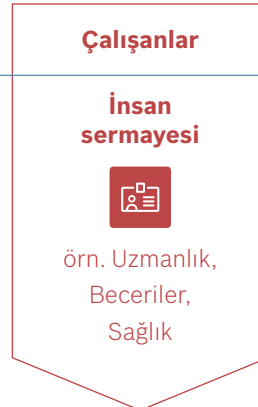 Çalışanlar
İnsan
sermayesi
örn. Uzmanlık,
Beceriler,
Sağlık